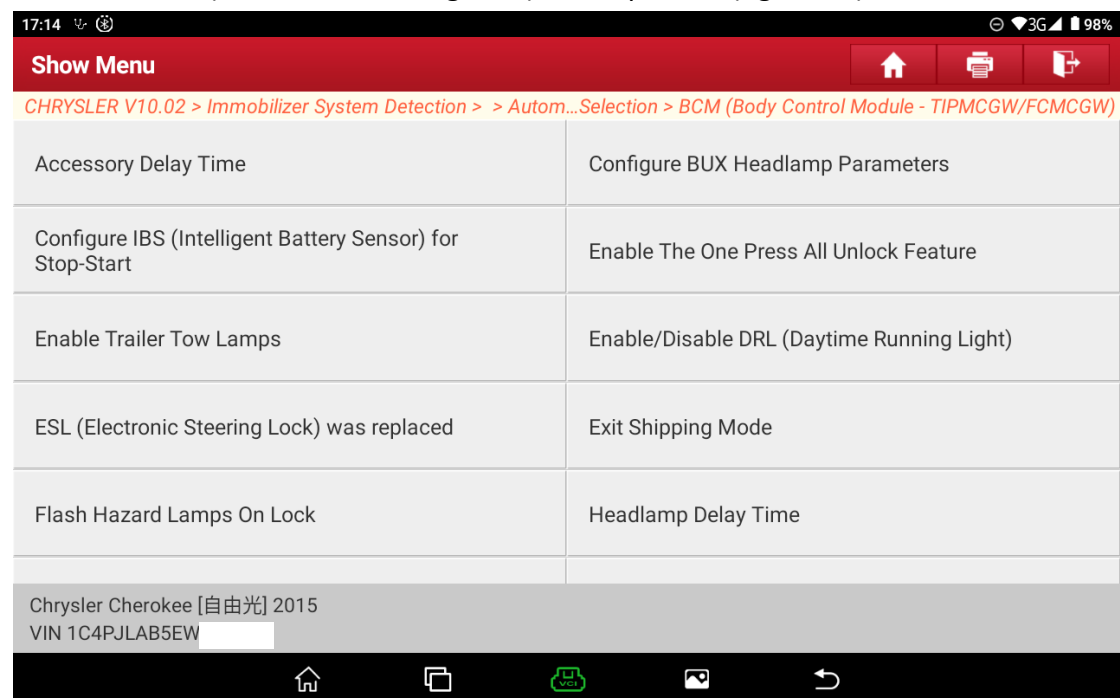 17:14
3G
98%
Show Menu
CHRYSLER V10.02 > Immobilizer System Detection > > Autom...Selection > BCM (Body Control Module - TIPMCGW/FCMCGW)
Accessory Delay Time
Configure BUX Headlamp Parameters
Configure IBS (Intelligent Battery Sensor) for
Stop-Start
Enable The One Press All Unlock Feature
Enable Trailer Tow Lamps
Enable/Disable DRL (Daytime Running Light)
ESL (Electronic Steering Lock) was replaced
Exit Shipping Mode
Flash Hazard Lamps On Lock
Headlamp Delay Time
Chrysler Cherokee [自由光] 2015
VIN 1C4PJLAB5EW
VCI